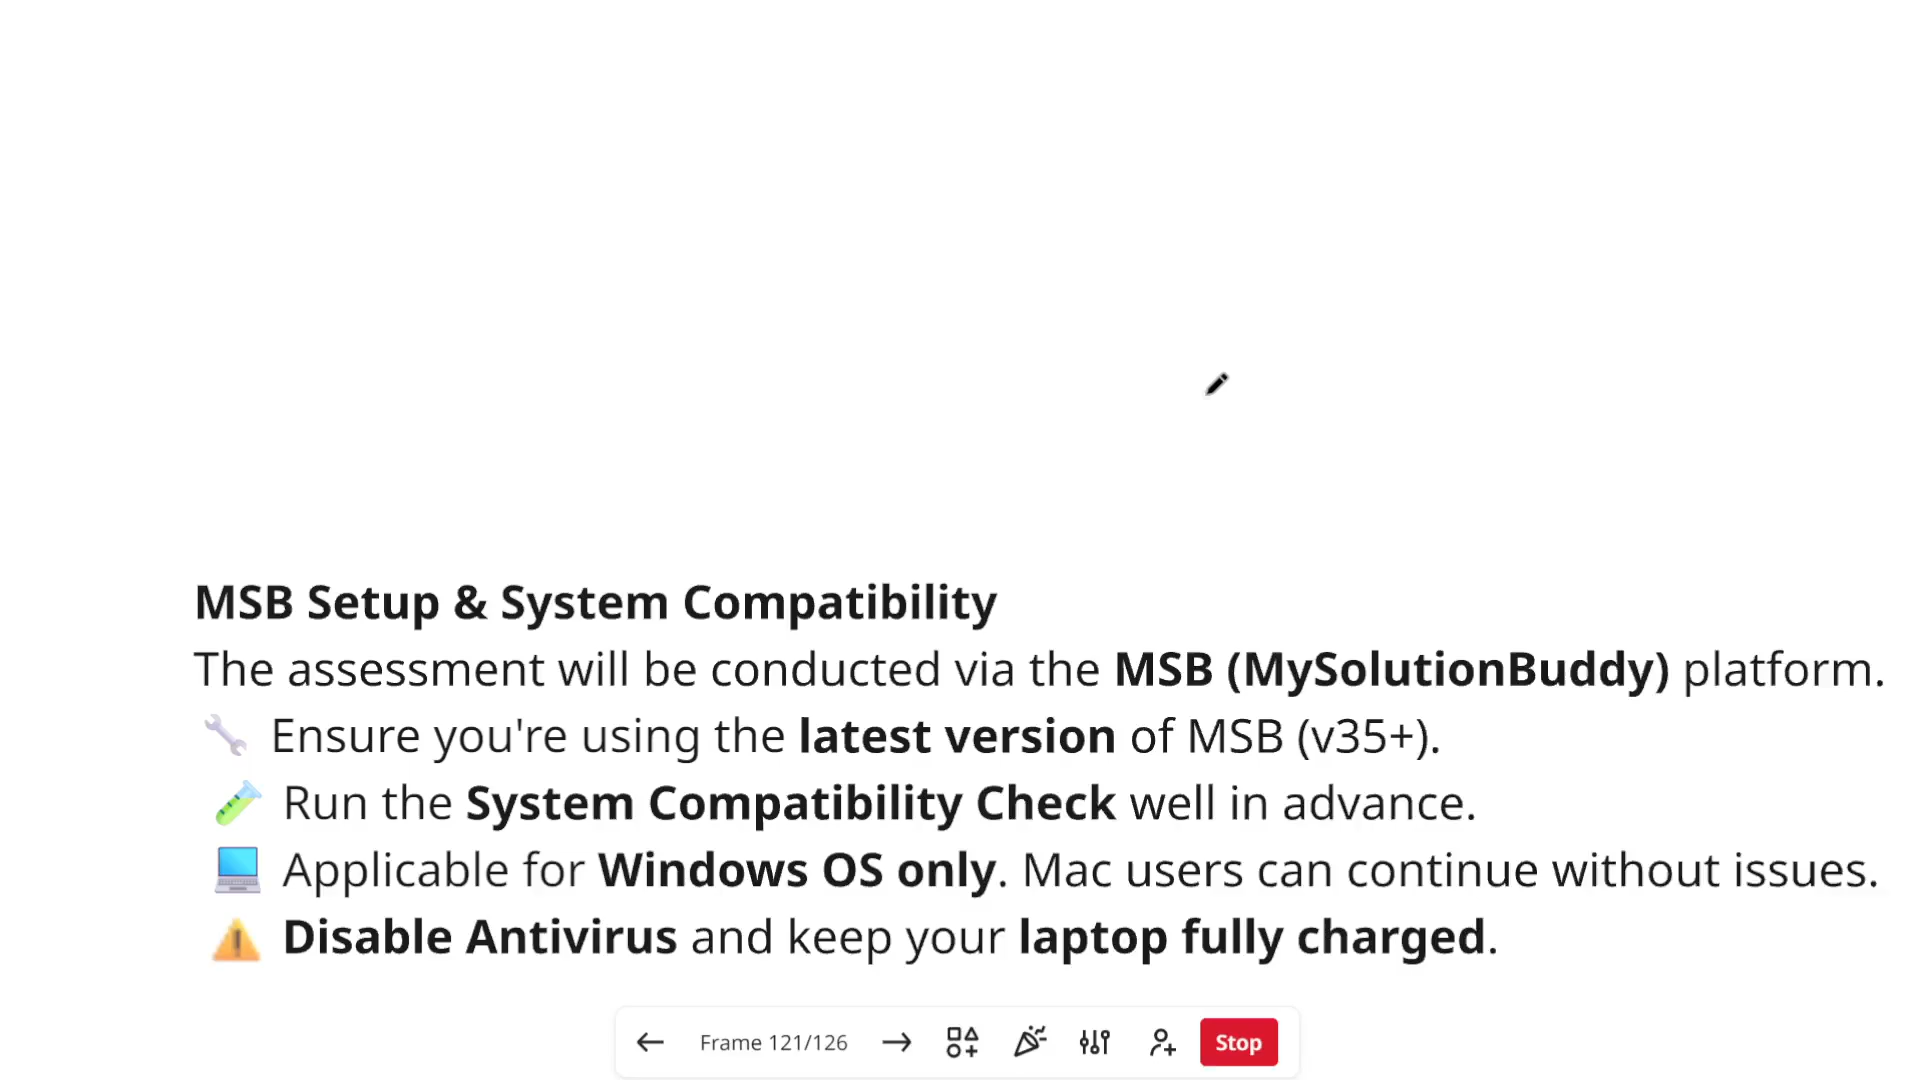 MSB Setup & System Compatibility
The assessment will be conducted via the MSB (MySolutionBuddy) platform.
🔧 Ensure you're using the latest version of MSB (v35+).
🧪 Run the System Compatibility Check well in advance.
💻 Applicable for Windows OS only. Mac users can continue without issues.
⚠️ Disable Antivirus and keep your laptop fully charged.
Frame 121/126
Stop